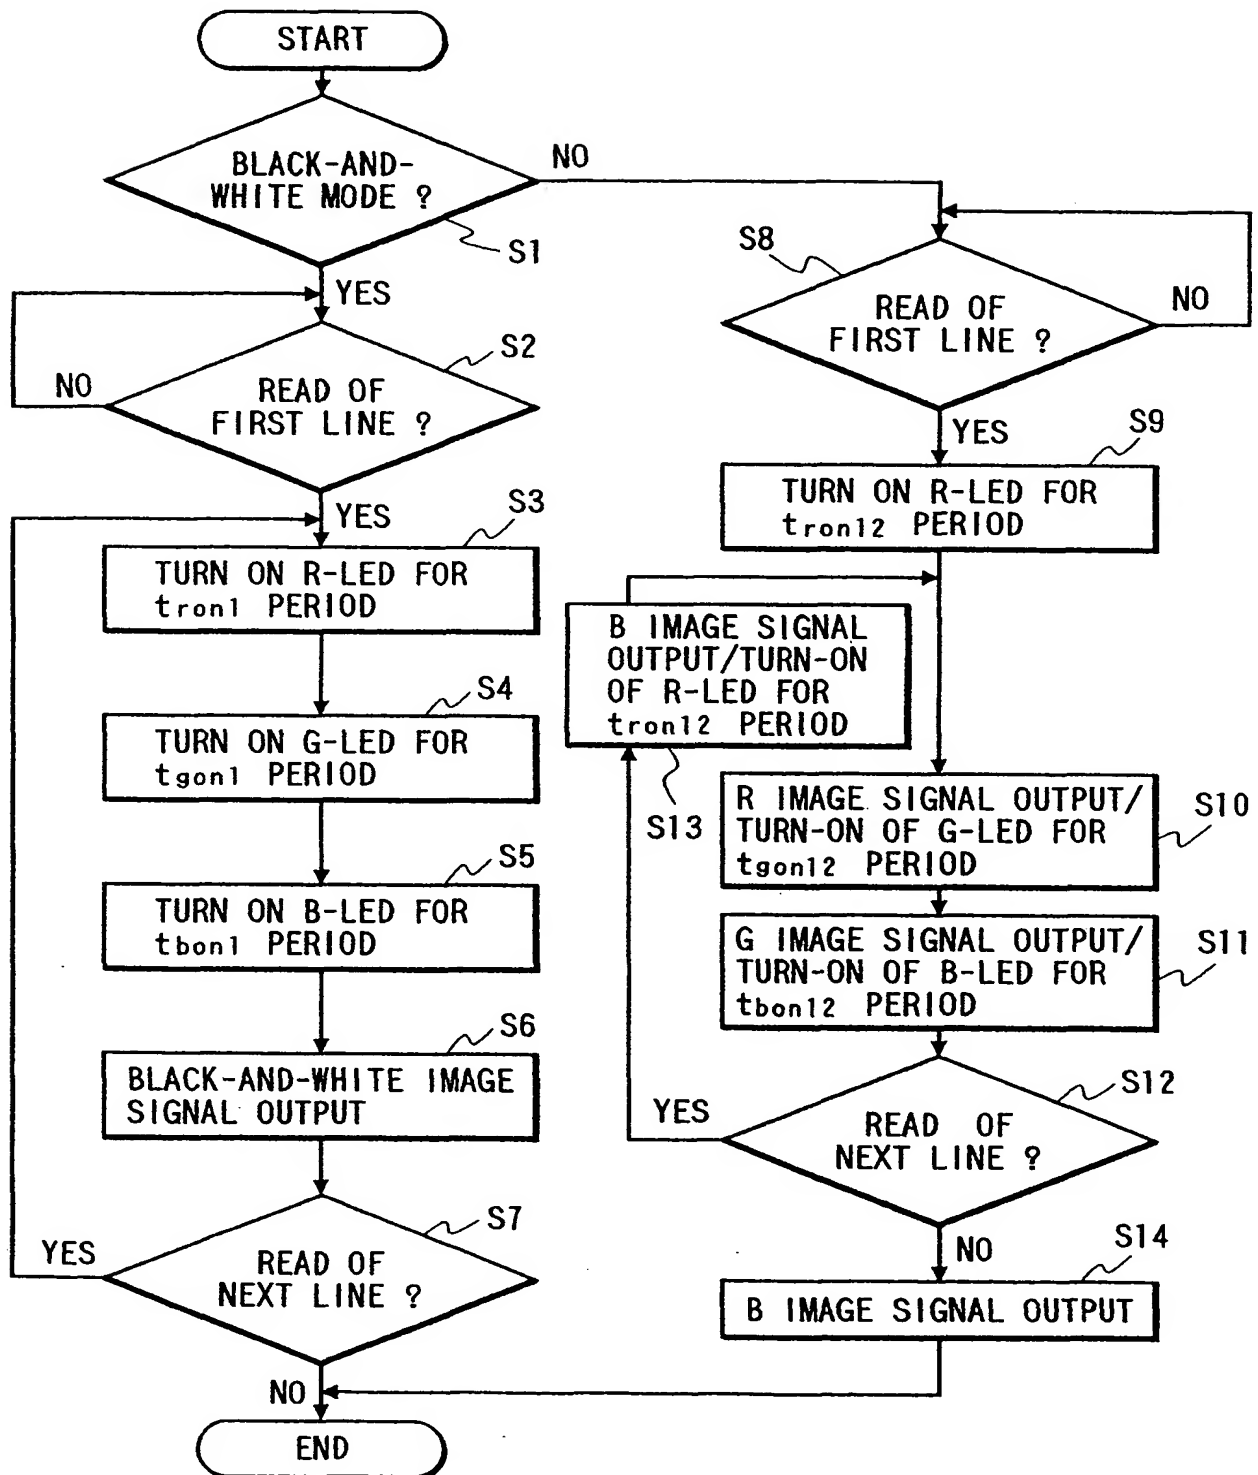 START
BLACK-AND-
WHITE MODE ?
S1
NO
YES
READ OF
FIRST LINE ?
S2
NO
YES
TURN ON R-LED FOR
tron1 PERIOD
S3
TURN ON G-LED FOR
tgon1 PERIOD
S4
TURN ON B-LED FOR
tbon1 PERIOD
S5
BLACK-AND-WHITE IMAGE
SIGNAL OUTPUT
S6
READ OF
NEXT LINE ?
S7
YES
NO
END
S8
READ OF
FIRST LINE ?
NO
YES
S9
TURN ON R-LED FOR
tron12 PERIOD
B IMAGE SIGNAL
OUTPUT/TURN-ON
OF R-LED FOR
tron12 PERIOD
S13
R IMAGE SIGNAL OUTPUT/
TURN-ON OF G-LED FOR
tgon12 PERIOD
S10
G IMAGE SIGNAL OUTPUT/
TURN-ON OF B-LED FOR
tbon12 PERIOD
S11
S12
READ OF
NEXT LINE ?
YES
NO
S14
B IMAGE SIGNAL OUTPUT